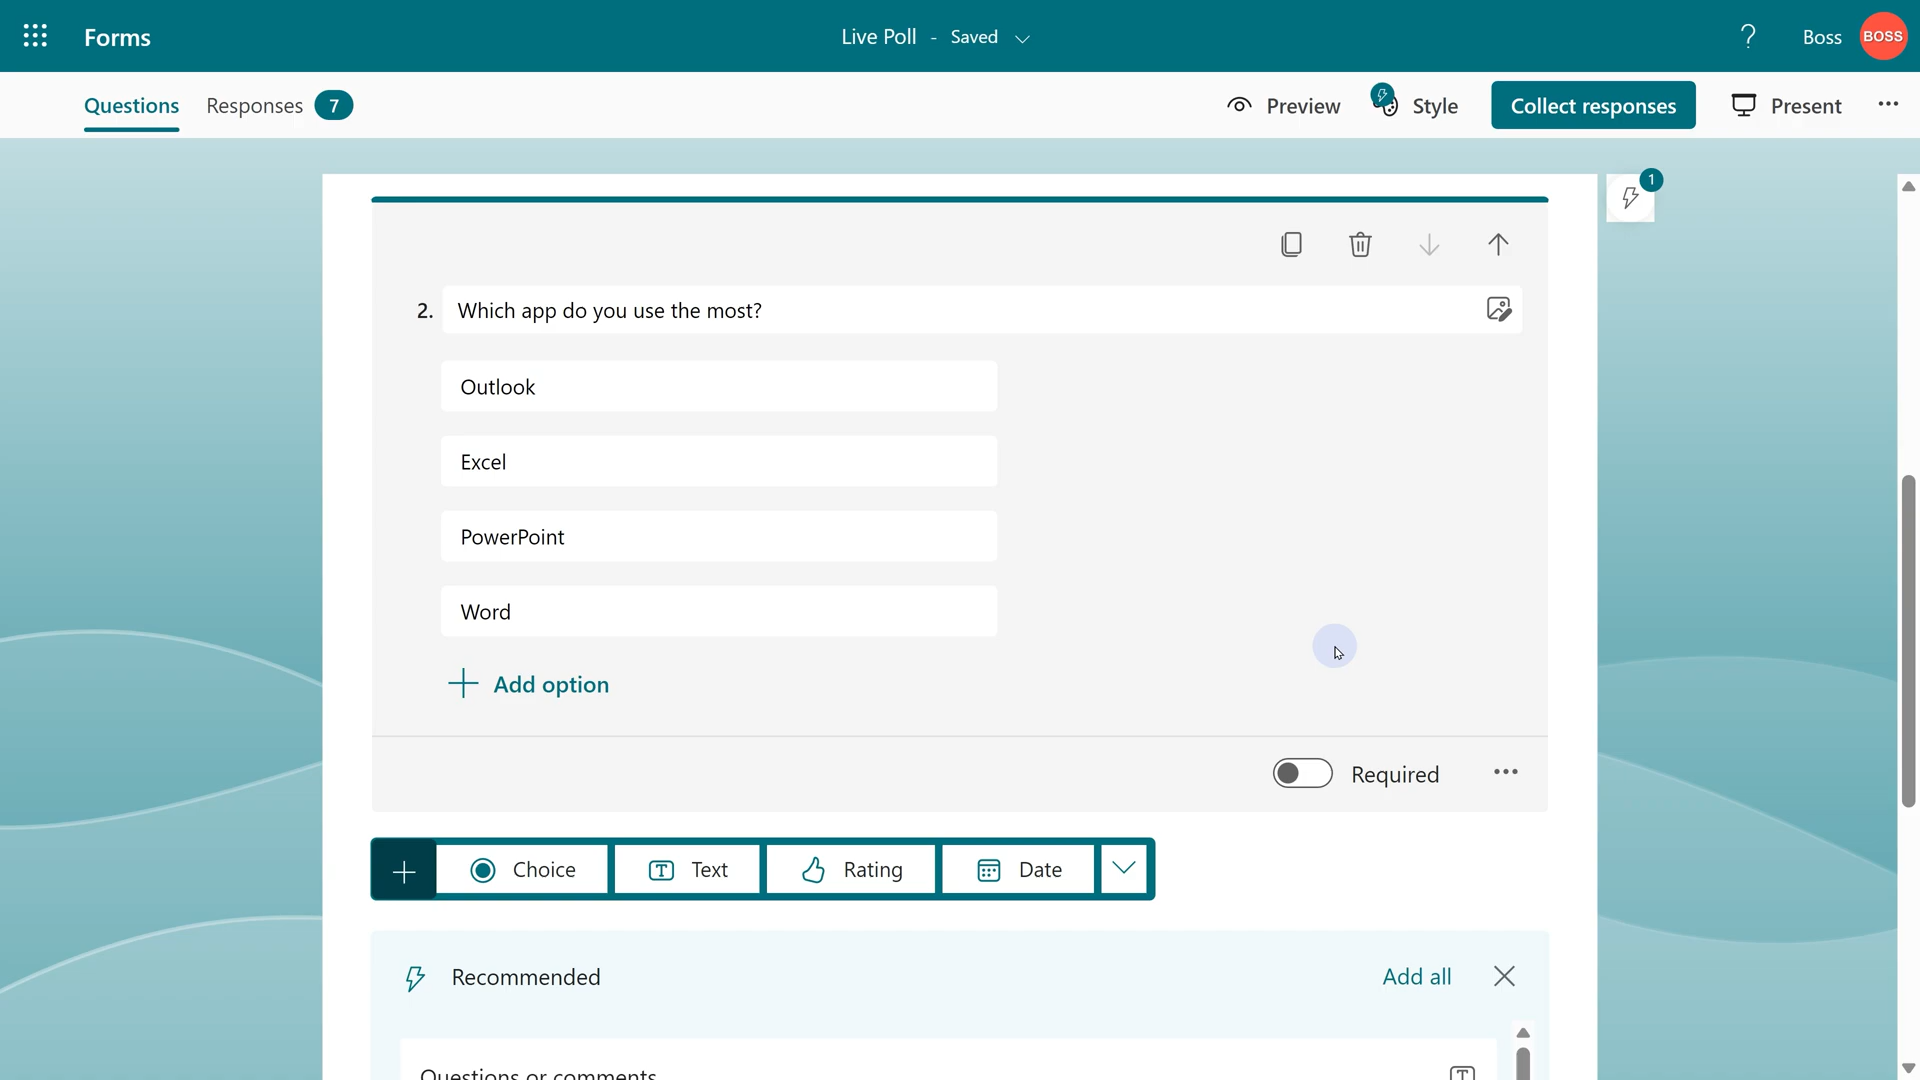 Forms
Live Poll - Saved
?
Boss
BOSS
Questions
Responses 7
Preview
Style
Collect responses
Present
1
2. Which app do you use the most?
Outlook
Excel
PowerPoint
Word
Add option
Required
Choice
Text
Rating
Date
Recommended
Add all
Questions or comments